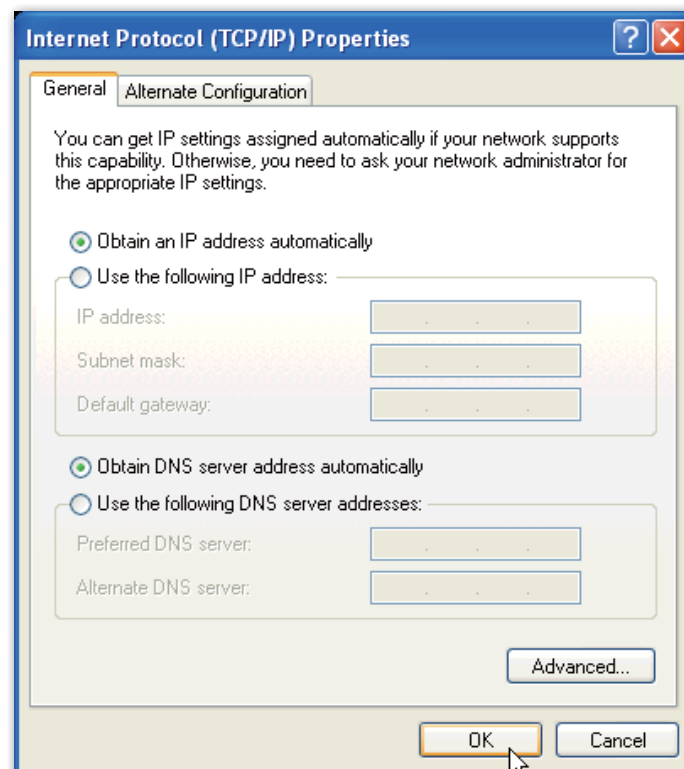 Internet Protocol (TCP/IP) Properties
General
Alternate Configuration
You can get IP settings assigned automatically if your network supports
this capability. Otherwise, you need to ask your network administrator for
the appropriate IP settings.
Obtain an IP address automatically
Use the following IP address:
IP address:
Subnet mask:
Default gateway:
Obtain DNS server address automatically
Use the following DNS server addresses:
Preferred DNS server:
Alternate DNS server:
Advanced...
OK
Cancel